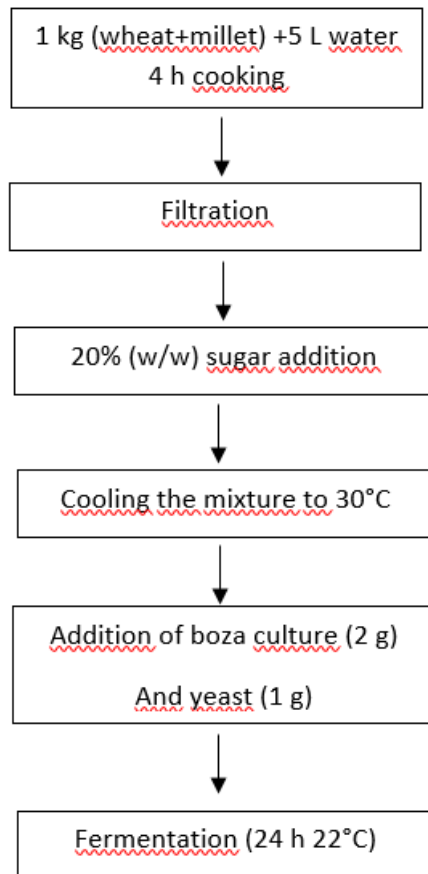 1 kg (wheat+millet) +5 L water
4 h cooking
Filtration
20% (w/w) sugar addition
Cooling the mixture to 30°C
Addition of boza culture (2 g)
And yeast (1 g)
Fermentation (24 h 22°C)